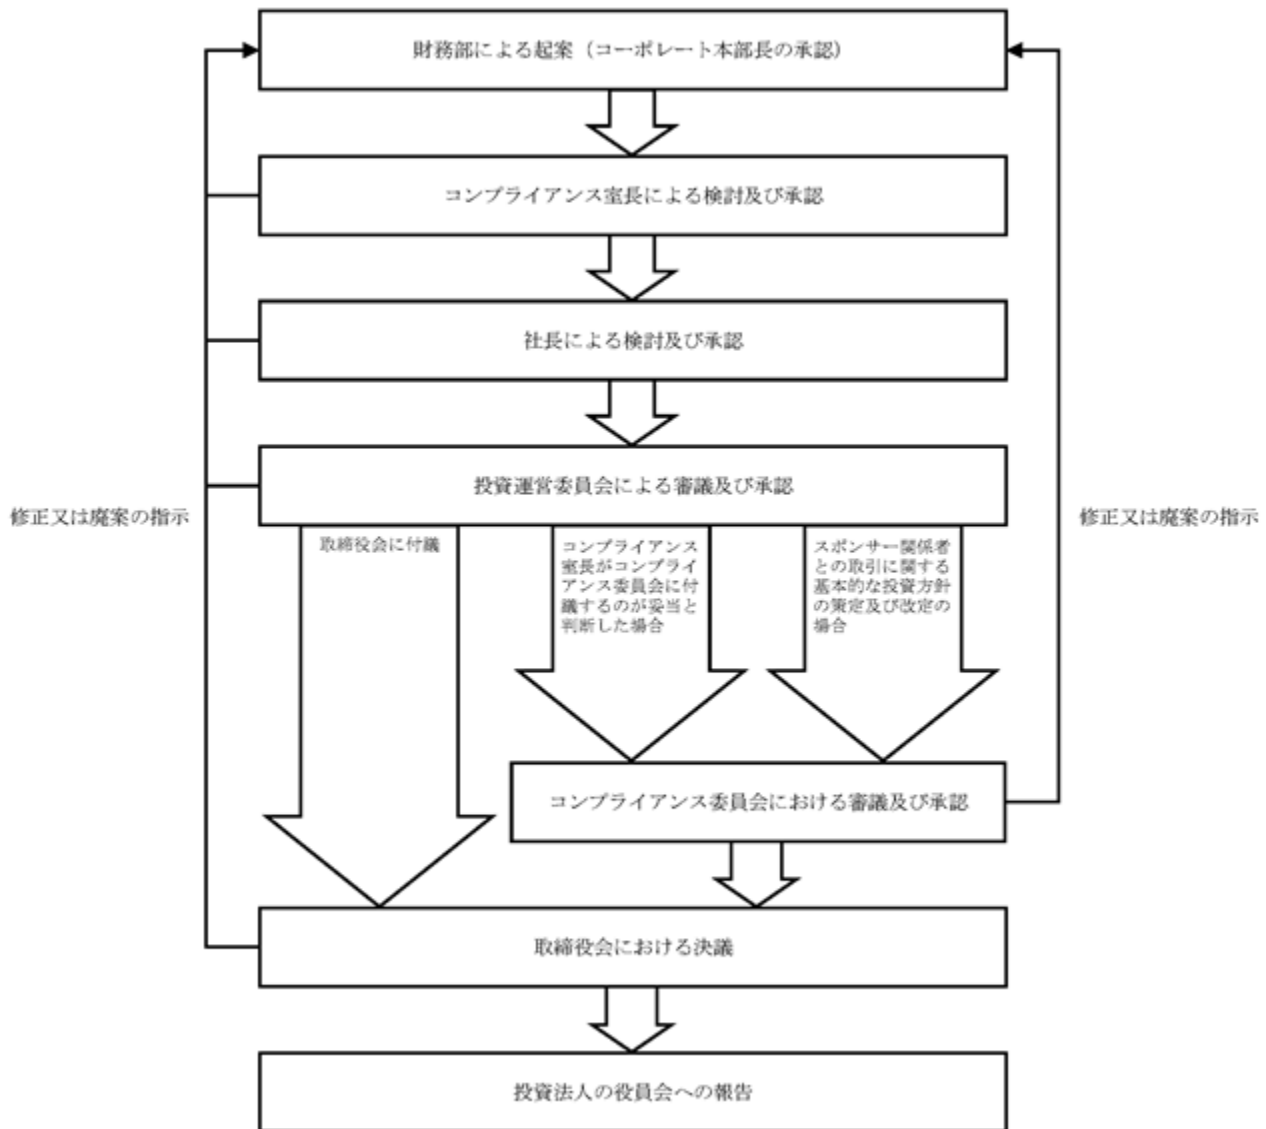 財務部による起案（コーポレート本部長の承認）
コンプライアンス室長による検討及び承認
社長による検討及び承認
投資運営委員会による審議及び承認
修正又は廃案の指示
修正又は廃案の指示
取締役会に付議
コンプライアンス
室長がコンプライ
アンス委員会に付
議するのが妥当と
判断した場合
スポンサー関係者
との取引に関する
基本的な投資方針
の策定及び改定の
場合
コンプライアンス委員会における審議及び承認
取締役会における決議
投資法人の役員会への報告